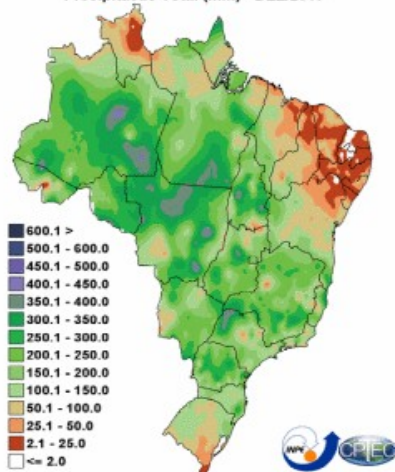 600.1 >
500.1 - 600.0
450.1 - 500.0
400.1 - 450.0
350.1 - 400.0
300.1 - 350.0
250.1 - 300.0
200.1 - 250.0
150.1 - 200.0
100.1 - 150.0
50.1 - 100.0
25.1 - 50.0
2.1 - 25.0
<= 2.0
INPE
CPTEC